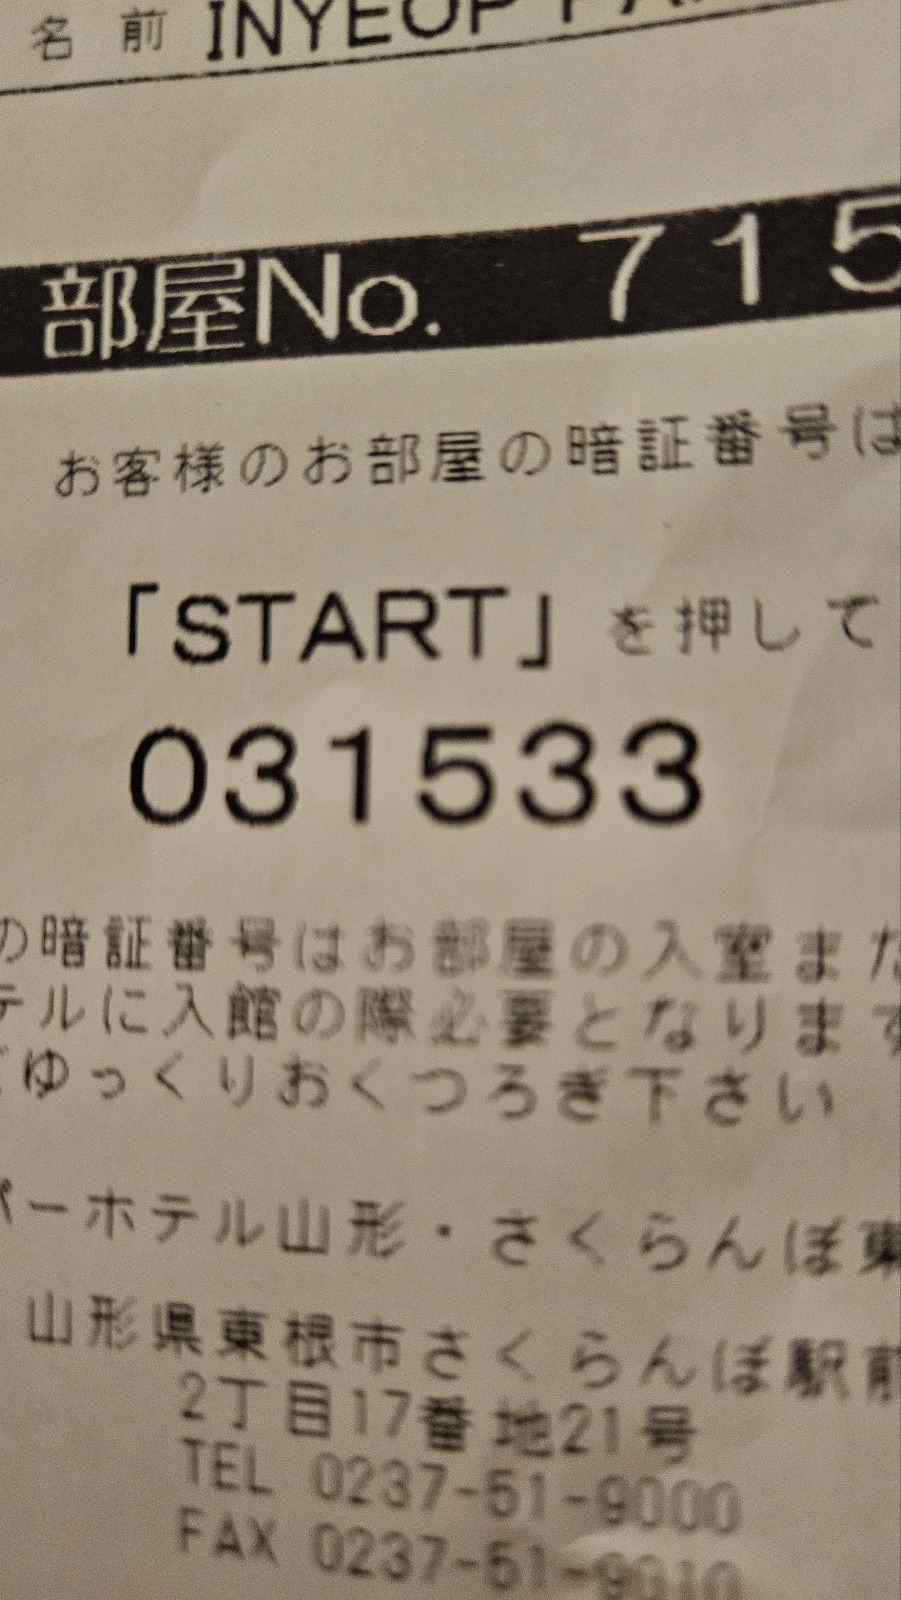 名前 INYEOP
部屋No. 715
お客様のお部屋の暗証番号は
「START」を押して
031533
の暗証番号はお部屋の入室また
テルに入館の際必要となります
ゆっくりおくつろぎ下さい
パーホテル山形・さくらんぼ東
山形県東根市さくらんぼ駅前
2丁目17番地21号
TEL 0237-51-9000
FAX 0237-51-9010